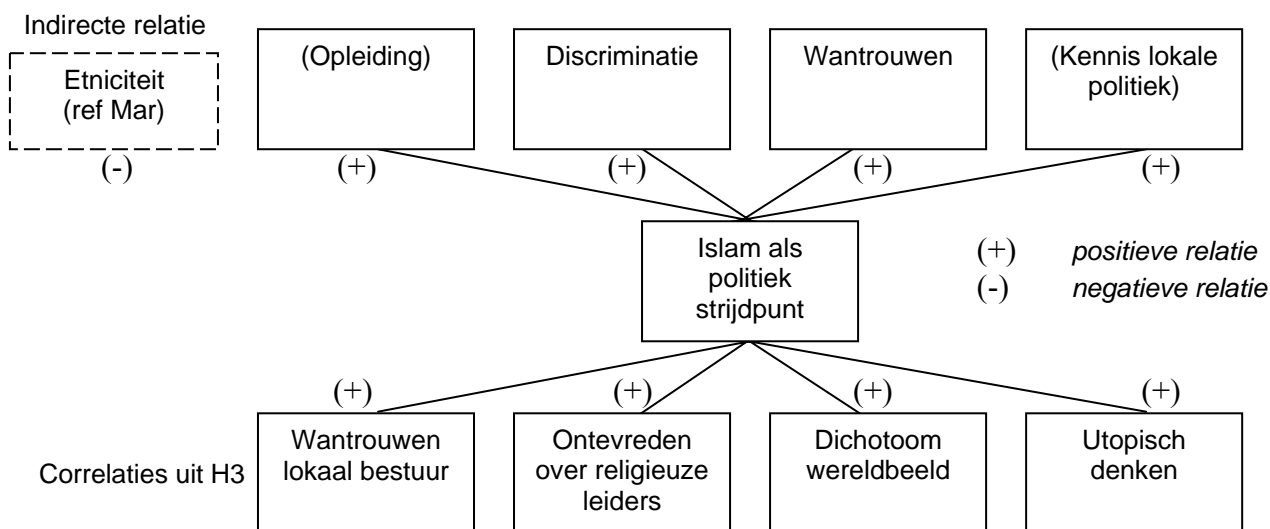 Indirecte relatie
Etniciteit
(ref Mar)
(-)
(Opleiding)
(+)
Discriminatie
(+)
Wantrouwen
(+)
(Kennis lokale
politiek)
(+)
Islam als
politiek
strijdpunt
(+) positieve relatie
(-) negatieve relatie
Correlaties uit H3
(+)
Wantrouwen
lokaal bestuur
(+)
Ontevreden
over religieuze
leiders
(+)
Dichotoom
wereldbeeld
(+)
Utopisch
denken